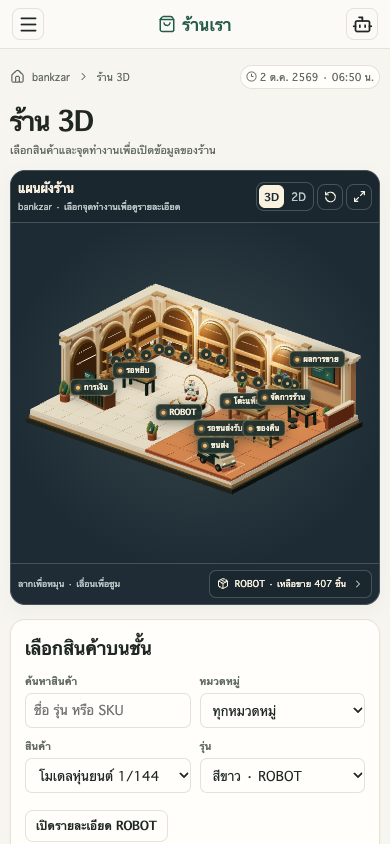 ร้านเรา
bankzar
ร้าน 3D
2 ต.ค. 2569 · 06:50 น.
ร้าน 3D
เลือกสินค้าและจุดทำงานเพื่อเปิดข้อมูลของร้าน
แผนผังร้าน
bankzar · เลือกจุดทำงานเพื่อดูรายละเอียด
3D
2D
ผลการขาย
รอหยิบ
การเงิน
จัดการร้าน
ROBOT
รอขนส่งรับ
ของคืน
ขนส่ง
ลากเพื่อหมุน · เลื่อนเพื่อซูม
ROBOT · เหลือขาย 407 ชิ้น
เลือกสินค้าบนชั้น
ค้นหาสินค้า
หมวดหมู่
ชื่อ รุ่น หรือ SKU
ทุกหมวดหมู่
สินค้า
รุ่น
โมเดลหุ่นยนต์ 1/144
สีขาว · ROBOT
เปิดรายละเอียด ROBOT